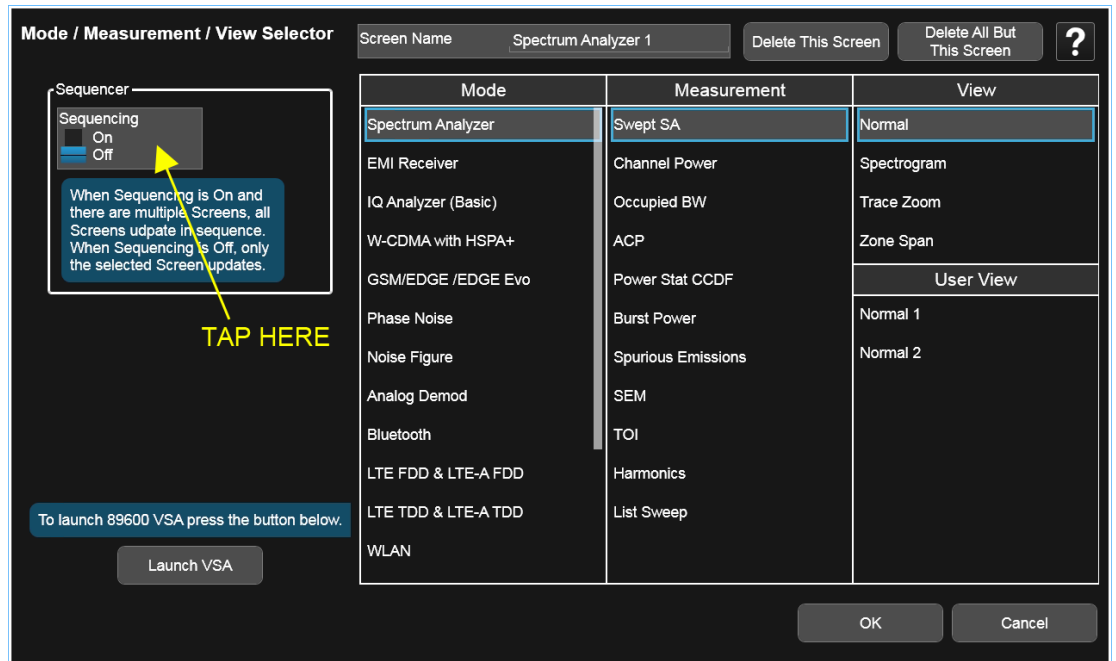 Mode / Measurement / View Selector
Screen Name
Spectrum Analyzer 1
Delete This Screen
Delete All But
This Screen
?
Sequencer
Sequencing
On
Off
When Sequencing is On and
there are multiple Screens, all
Screens udpate in sequence.
When Sequencing is Off, only
the selected Screen updates.
TAP HERE
To launch 89600 VSA press the button below.
Launch VSA
Mode
Spectrum Analyzer
EMI Receiver
IQ Analyzer (Basic)
W-CDMA with HSPA+
GSM/EDGE /EDGE Evo
Phase Noise
Noise Figure
Analog Demod
Bluetooth
LTE FDD & LTE-A FDD
LTE TDD & LTE-A TDD
WLAN
Measurement
Swept SA
Channel Power
Occupied BW
ACP
Power Stat CCDF
Burst Power
Spurious Emissions
SEM
TOI
Harmonics
List Sweep
View
Normal
Spectrogram
Trace Zoom
Zone Span
User View
Normal 1
Normal 2
OK
Cancel